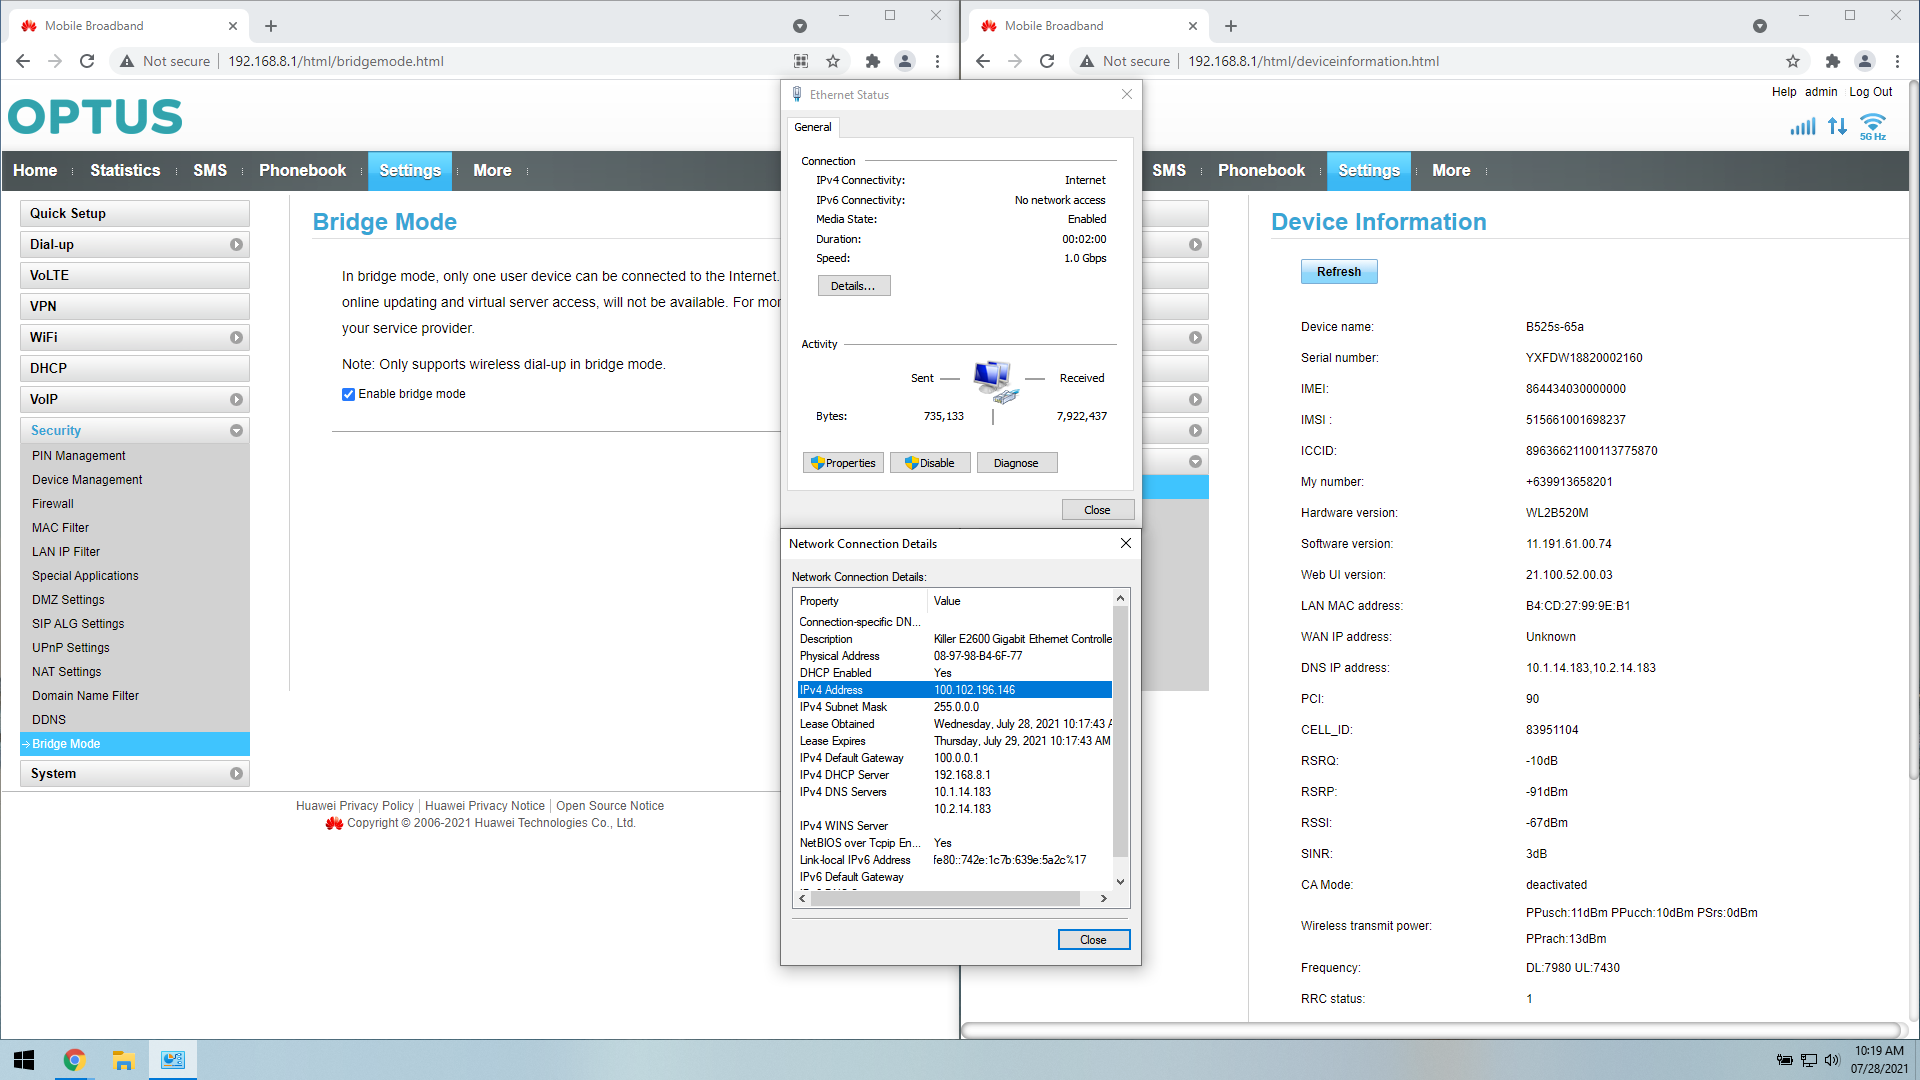 Mobile Broadband
Not secure
192.168.8.1/html/bridgemode.html
OPTUS
Home
Statistics
SMS
Phonebook
Settings
More
Quick Setup
Dial-up
VoLTE
VPN
WiFi
DHCP
VoIP
Security
PIN Management
Device Management
Firewall
MAC Filter
LAN IP Filter
Special Applications
DMZ Settings
SIP ALG Settings
UPnP Settings
NAT Settings
Domain Name Filter
DDNS
Bridge Mode
System
Bridge Mode
In bridge mode, only one user device can be connected to the Internet.
online updating and virtual server access, will not be available. For mor
your service provider.
Note: Only supports wireless dial-up in bridge mode.
Enable bridge mode
Huawei Privacy Policy
Huawei Privacy Notice
Open Source Notice
Copyright © 2006-2021 Huawei Technologies Co., Ltd.
Ethernet Status
General
Connection
IPv4 Connectivity: Internet
IPv6 Connectivity: No network access
Media State: Enabled
Duration: 00:02:00
Speed: 1.0 Gbps
Details...
Activity
Sent
Received
Bytes: 735,133 7,922,437
Properties
Disable
Diagnose
Close
Network Connection Details
Network Connection Details:
Property Value
Connection-specific DN...
Description Killer E2600 Gigabit Ethernet Controlle
Physical Address 08-97-98-B4-6F-77
DHCP Enabled Yes
IPv4 Address 100.102.196.146
IPv4 Subnet Mask 255.0.0.0
Lease Obtained Wednesday, July 28, 2021 10:17:43 A
Lease Expires Thursday, July 29, 2021 10:17:43 AM
IPv4 Default Gateway 100.0.0.1
IPv4 DHCP Server 192.168.8.1
IPv4 DNS Servers 10.1.14.183
10.2.14.183
IPv4 WINS Server
NetBIOS over Tcpip En... Yes
Link-local IPv6 Address fe80::742e:1c7b:639e:5a2c%17
IPv6 Default Gateway
Close
Mobile Broadband
Not secure
192.168.8.1/html/deviceinformation.html
Help admin Log Out
5G Hz
SMS
Phonebook
Settings
More
Device Information
Refresh
Device name: B525s-65a
Serial number: YXFDW18820002160
IMEI: 864434030000000
IMSI : 515661001698237
ICCID: 89636621100113775870
My number: +639913658201
Hardware version: WL2B520M
Software version: 11.191.61.00.74
Web UI version: 21.100.52.00.03
LAN MAC address: B4:CD:27:99:9E:B1
WAN IP address: Unknown
DNS IP address: 10.1.14.183,10.2.14.183
PCI: 90
CELL_ID: 83951104
RSRQ: -10dB
RSRP: -91dBm
RSSI: -67dBm
SINR: 3dB
CA Mode: deactivated
Wireless transmit power: PPusch:11dBm PPucch:10dBm PSrs:0dBm
PPrach:13dBm
Frequency: DL:7980 UL:7430
RRC status: 1
10:19 AM
07/28/2021